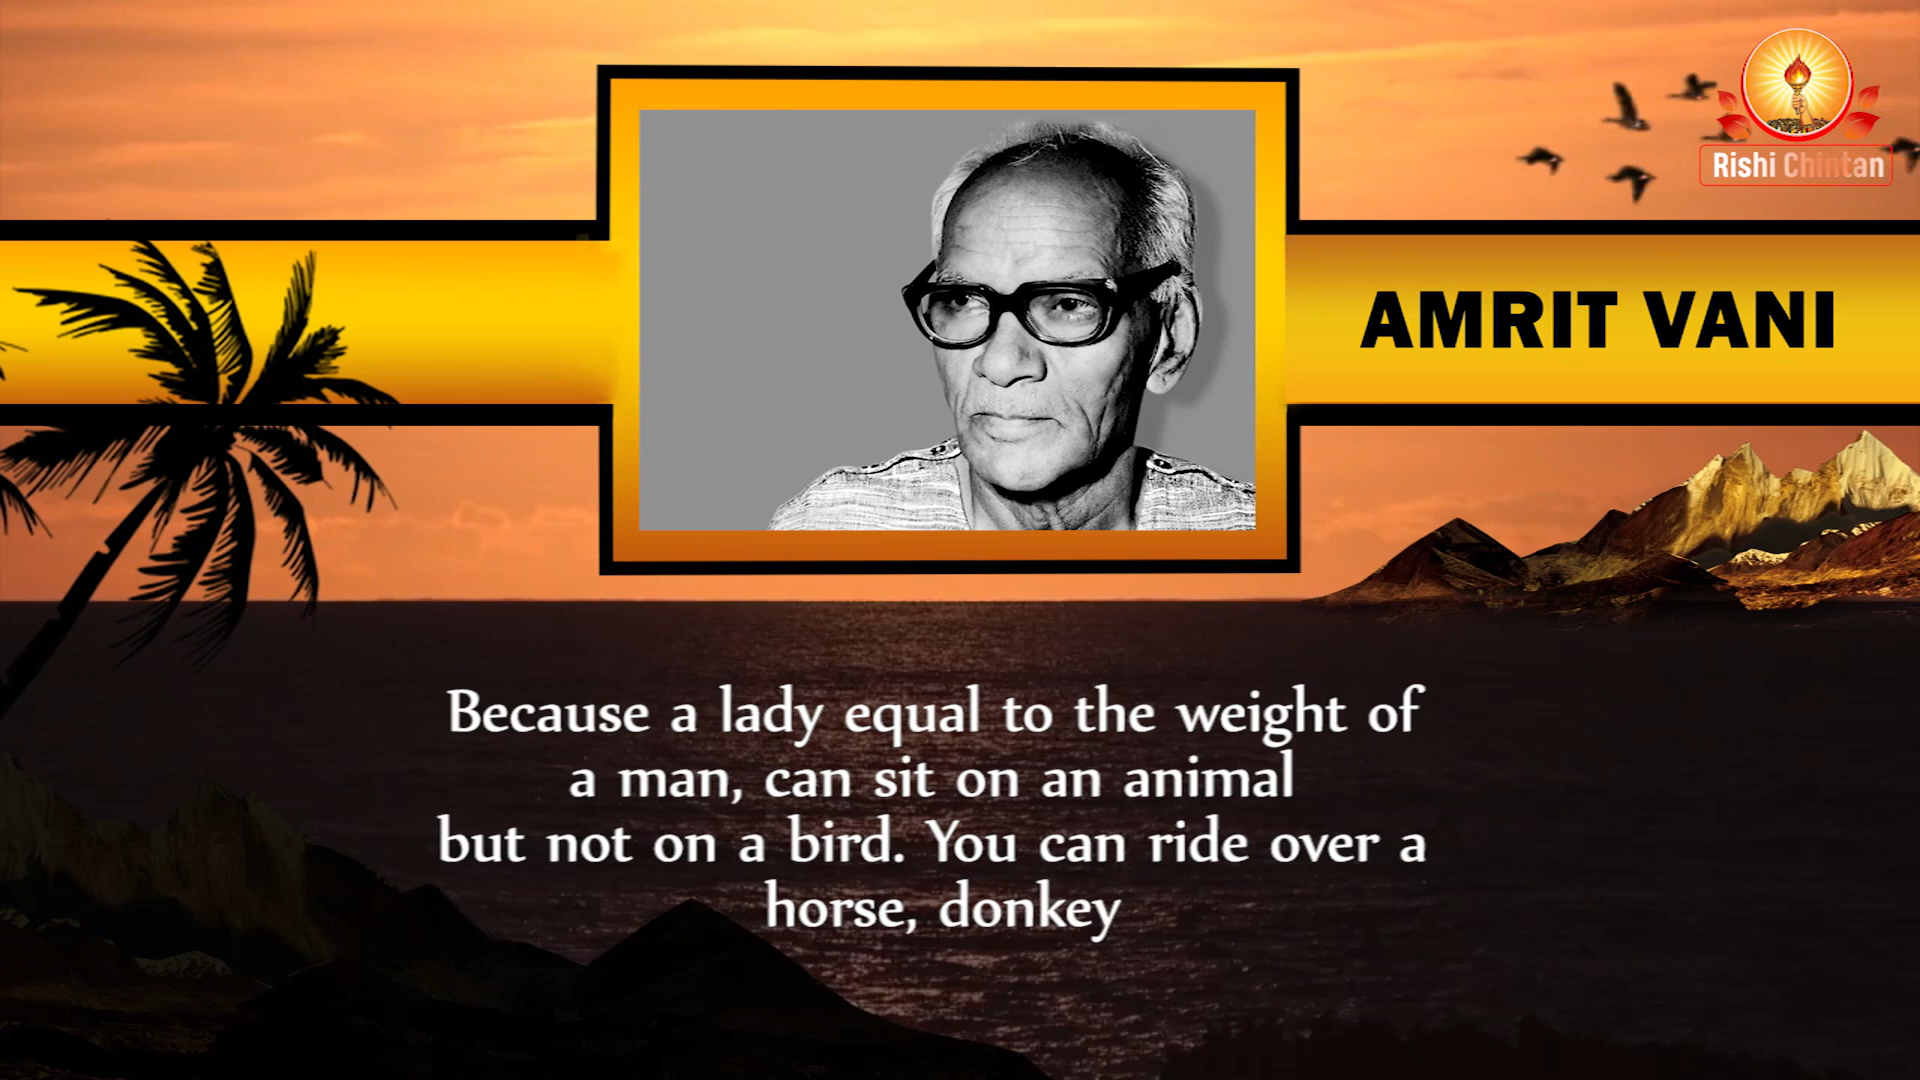 Rishi Chintan
AMRIT VANI
Because a lady equal to the weight of
a man, can sit on an animal
but not on a bird. You can ride over a
horse, donkey